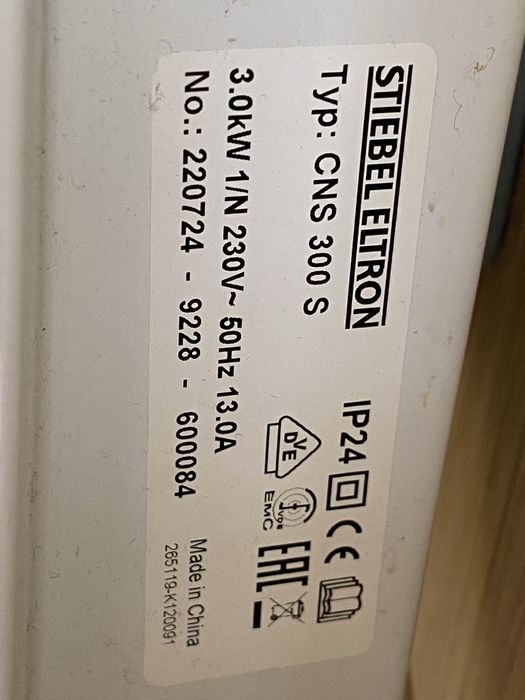 STIEBEL ELTRON
Typ: CNS 300 S
IP24
3.0kW 1/N 230V~ 50Hz 13.0A
No.: 220724 - 9228 - 600084
DVE
EMC
EAC
Made in China
265119-K120091